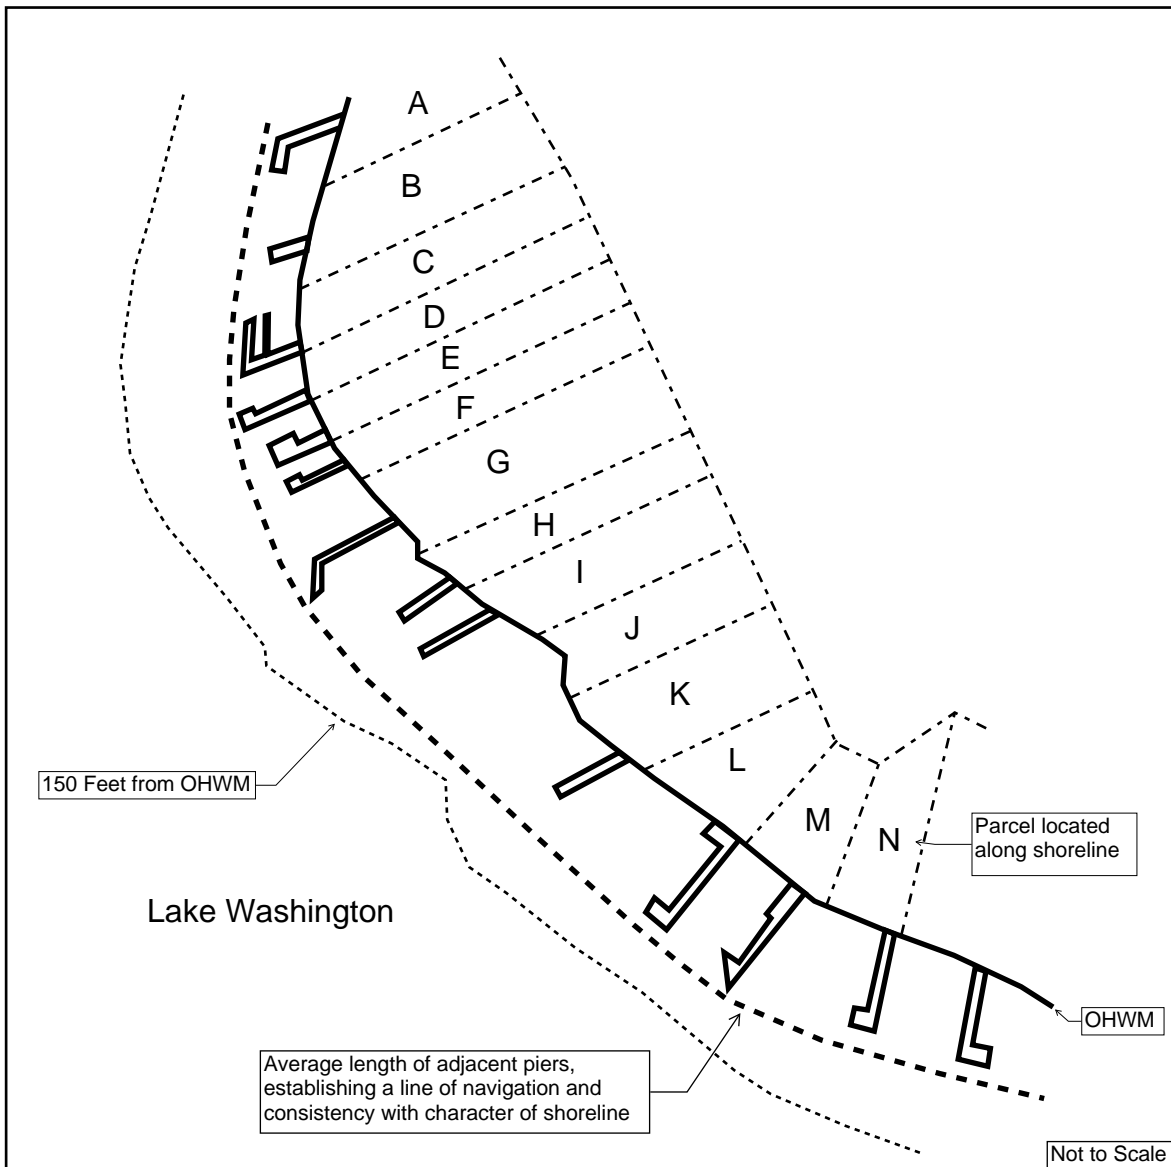 A
B
C
D
E
F
G
H
I
J
K
L
M
N
150 Feet from OHWM
Parcel located
along shoreline
Lake Washington
OHWM
Average length of adjacent piers,
establishing a line of navigation and
consistency with character of shoreline
Not to Scale